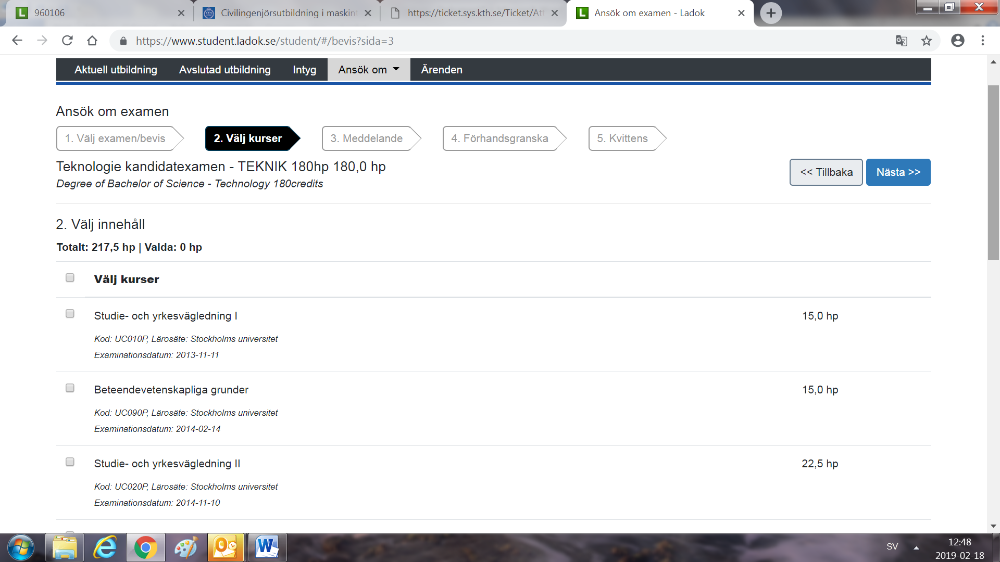 960106
Civilingenjörsutbildning i maskint
https://ticket.sys.kth.se/Ticket/Att
Ansök om examen - Ladok
https://www.student.ladok.se/student/#/bevis?sida=3
Aktuell utbildning
Avslutad utbildning
Intyg
Ansök om
Ärenden
Ansök om examen
1. Välj examen/bevis
2. Välj kurser
3. Meddelande
4. Förhandsgranska
5. Kvittens
Teknologie kandidatexamen - TEKNIK 180hp 180,0 hp
Degree of Bachelor of Science - Technology 180credits
<< Tillbaka
Nästa >>
2. Välj innehåll
Totalt: 217,5 hp | Valda: 0 hp
Välj kurser
Studie- och yrkesvägledning I 15,0 hp
Kod: UC010P, Lärosäte: Stockholms universitet
Examinationsdatum: 2013-11-11
Beteendevetenskapliga grunder 15,0 hp
Kod: UC090P, Lärosäte: Stockholms universitet
Examinationsdatum: 2014-02-14
Studie- och yrkesvägledning II 22,5 hp
Kod: UC020P, Lärosäte: Stockholms universitet
Examinationsdatum: 2014-11-10
SV
12:48
2019-02-18